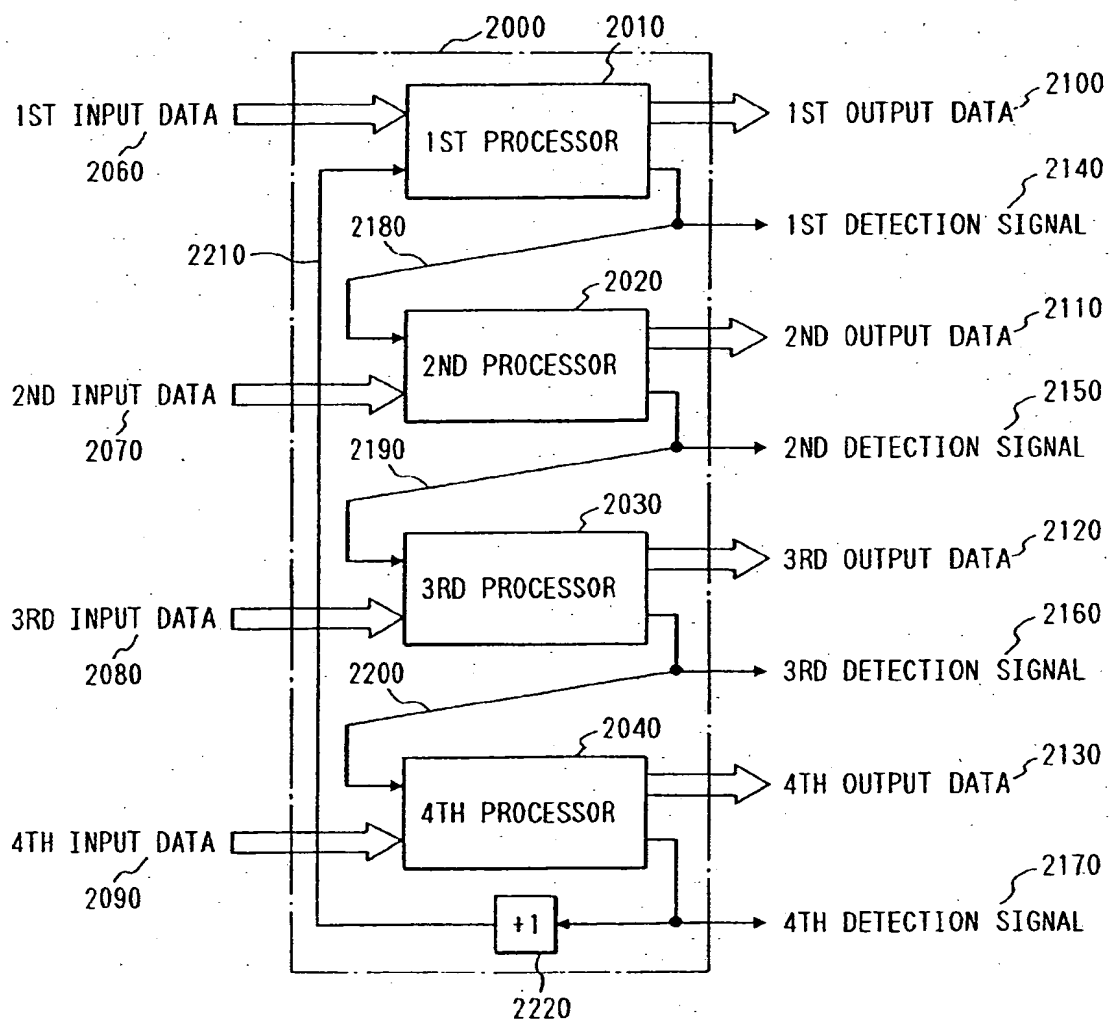 2000
2010
1ST INPUT DATA
2060
1ST PROCESSOR
1ST OUTPUT DATA
2100
2140
1ST DETECTION SIGNAL
2210
2180
2020
2ND PROCESSOR
2110
2ND OUTPUT DATA
2ND INPUT DATA
2070
2150
2ND DETECTION SIGNAL
2190
2030
3RD PROCESSOR
2120
3RD OUTPUT DATA
3RD INPUT DATA
2080
2160
3RD DETECTION SIGNAL
2200
2040
4TH PROCESSOR
2130
4TH OUTPUT DATA
4TH INPUT DATA
2090
2170
4TH DETECTION SIGNAL
+1
2220